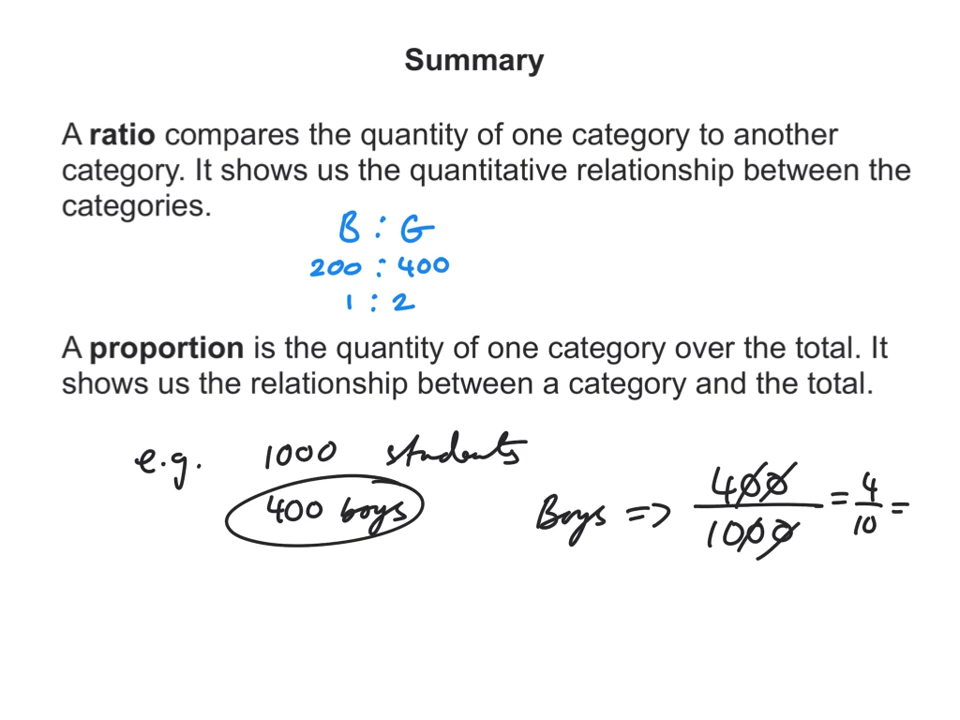 Summary
A ratio compares the quantity of one category to another
category. It shows us the quantitative relationship between the
categories.
B : G
200 : 400
1 : 2
A proportion is the quantity of one category over the total. It
shows us the relationship between a category and the total.
e.g. 1000 students
400 boys
Boys => 400/1000 = 4/10 =